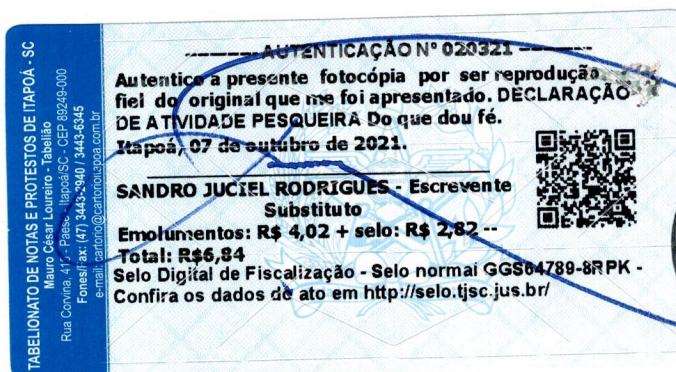 TABELIONATO DE NOTAS E PROTESTOS DE ITAPOÁ - SC
Mauro César Loureiro - Tabelião
Rua Corvina, 415 - Paese - Itapoá/SC - CEP 89249-000
Fones/Fax: (47) 3443-2940 / 3443-6345
e-mail: cartorio@cartorioitapoa.com.br
AUTENTICAÇÃO Nº 020321
Autentico a presente fotocópia por ser reprodução
fiel do original que me foi apresentado. DECLARAÇÃO
DE ATIVIDADE PESQUEIRA Do que dou fé.
Itapoá, 07 de outubro de 2021.
SANDRO JUCIEL RODRIGUES - Escrevente
Substituto
Emolumentos: R$ 4,02 + selo: R$ 2,82 --
Total: R$6,84
Selo Digital de Fiscalização - Selo normal GGS64789-8RPK -
Confira os dados do ato em http://selo.tjsc.jus.br/